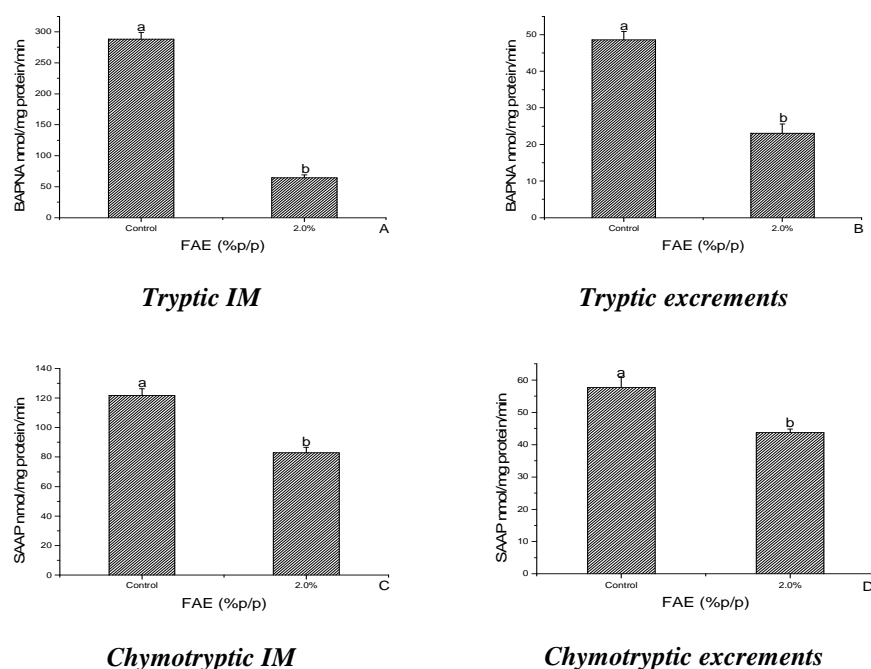 300
250
200
150
100
50
0
BAPNA nmol/mg protein/min
a
b
Control
2.0%
FAE (%p/p)
A
Tryptic IM
50
40
30
20
10
0
BAPNA nmol/mg protein/min
a
b
Control
2.0%
FAE (%p/p)
B
Tryptic excrements
140
120
100
80
60
40
20
0
SAAP nmol/mg protein/min
a
b
Control
2.0%
FAE (%p/p)
C
Chymotryptic IM
60
50
40
30
20
10
0
SAAP nmol/mg protein/min
a
b
Control
2.0%
FAE (%p/p)
D
Chymotryptic excrements